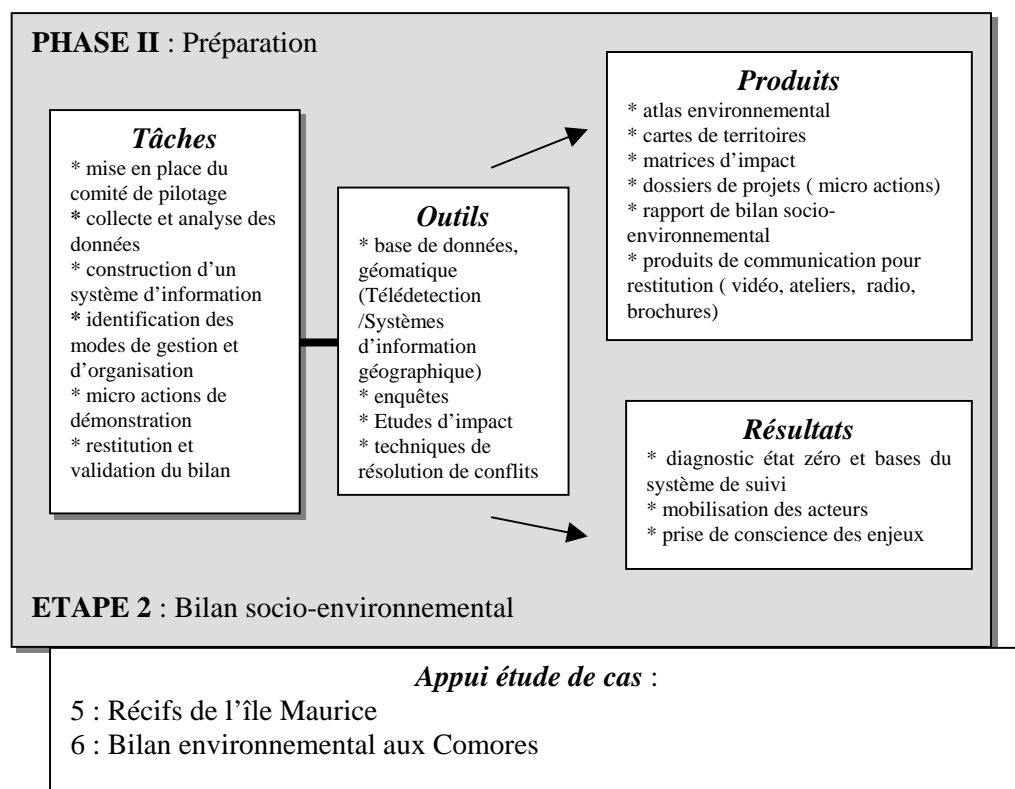 PHASE II : Préparation
Tâches
* mise en place du
comité de pilotage
* collecte et analyse des
données
* construction d'un
système d'information
* identification des
modes de gestion et
d'organisation
* micro actions de
démonstration
* restitution et
validation du bilan
Outils
* base de données,
géomatique
(Télédetection
/Systèmes
d'information
géographique)
* enquêtes
* Etudes d'impact
* techniques de
résolution de conflits
Produits
* atlas environnemental
* cartes de territoires
* matrices d'impact
* dossiers de projets ( micro actions)
* rapport de bilan socio-
environnemental
* produits de communication pour
restitution ( vidéo, ateliers, radio,
brochures)
Résultats
* diagnostic état zéro et bases du
système de suivi
* mobilisation des acteurs
* prise de conscience des enjeux
ETAPE 2 : Bilan socio-environnemental
Appui étude de cas :
5 : Récifs de l'île Maurice
6 : Bilan environnemental aux Comores